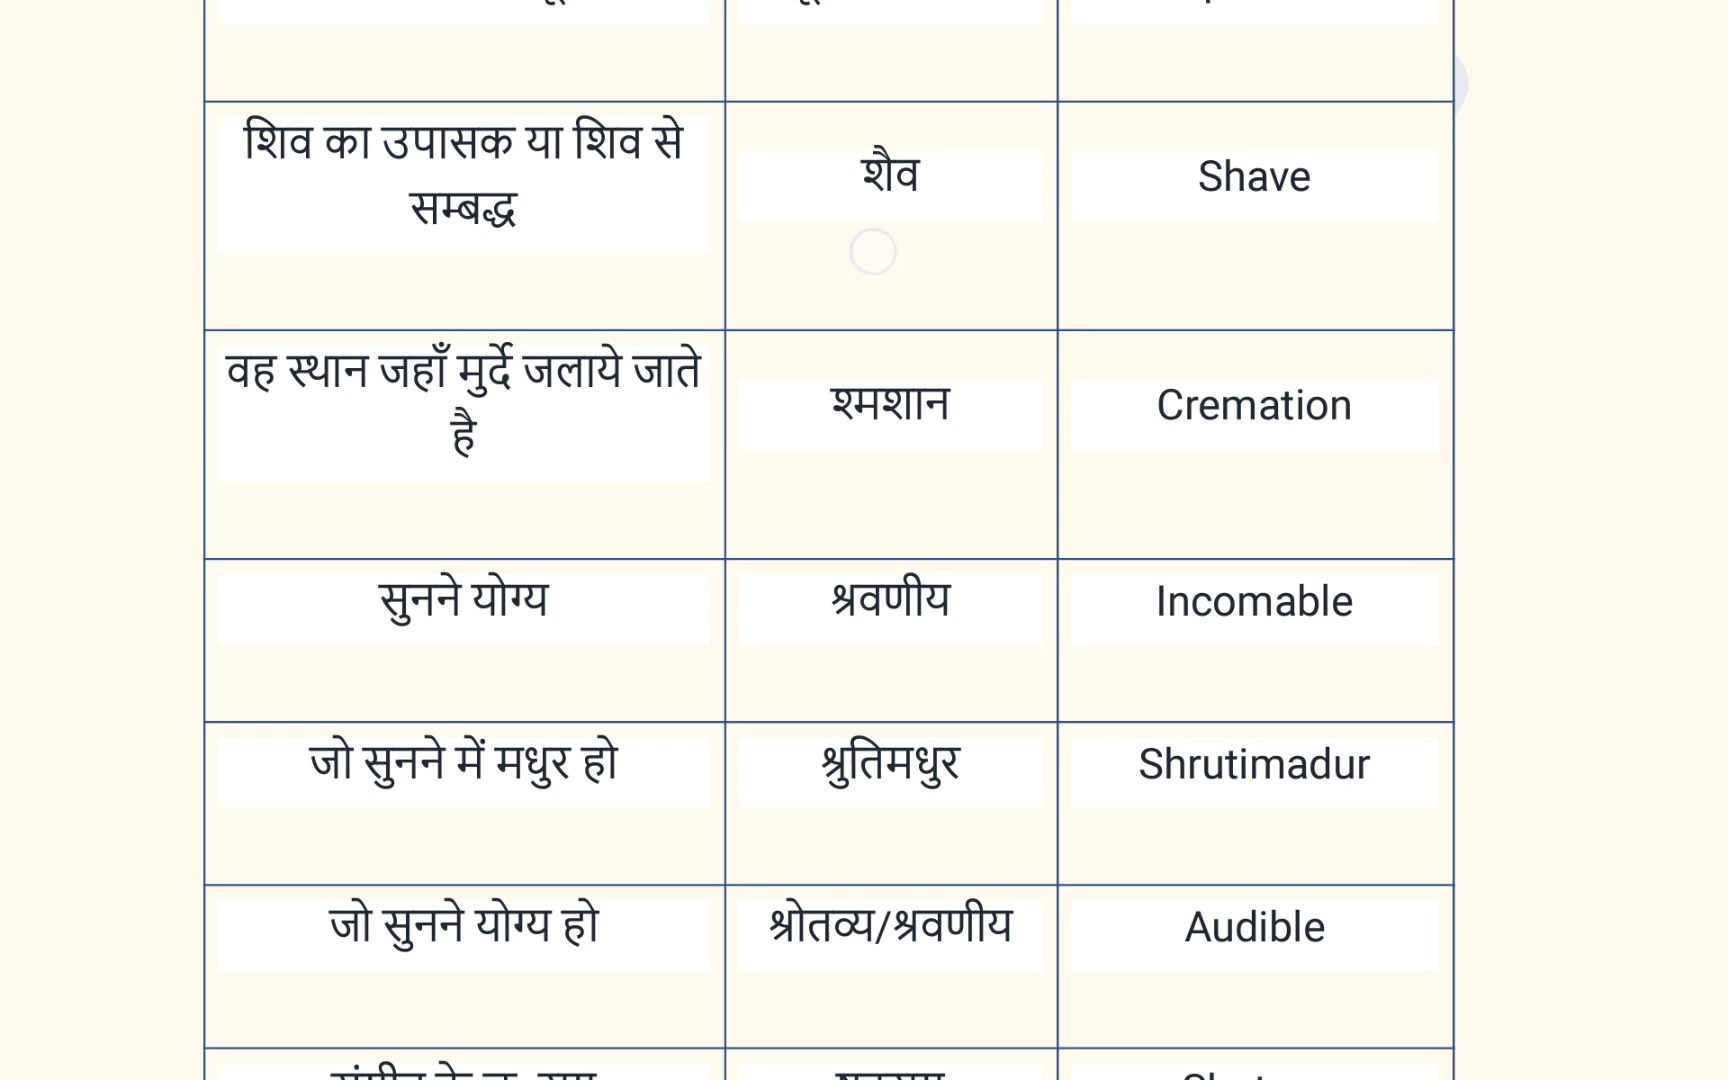 शिव का उपासक या शिव से
सम्बद्ध
शैव
Shave
वह स्थान जहाँ मुर्दे जलाये जाते
है
श्मशान
Cremation
सुनने योग्य
श्रवणीय
Incomable
जो सुनने में मधुर हो
श्रुतिमधुर
Shrutimadur
जो सुनने योग्य हो
श्रोतव्य/श्रवणीय
Audible